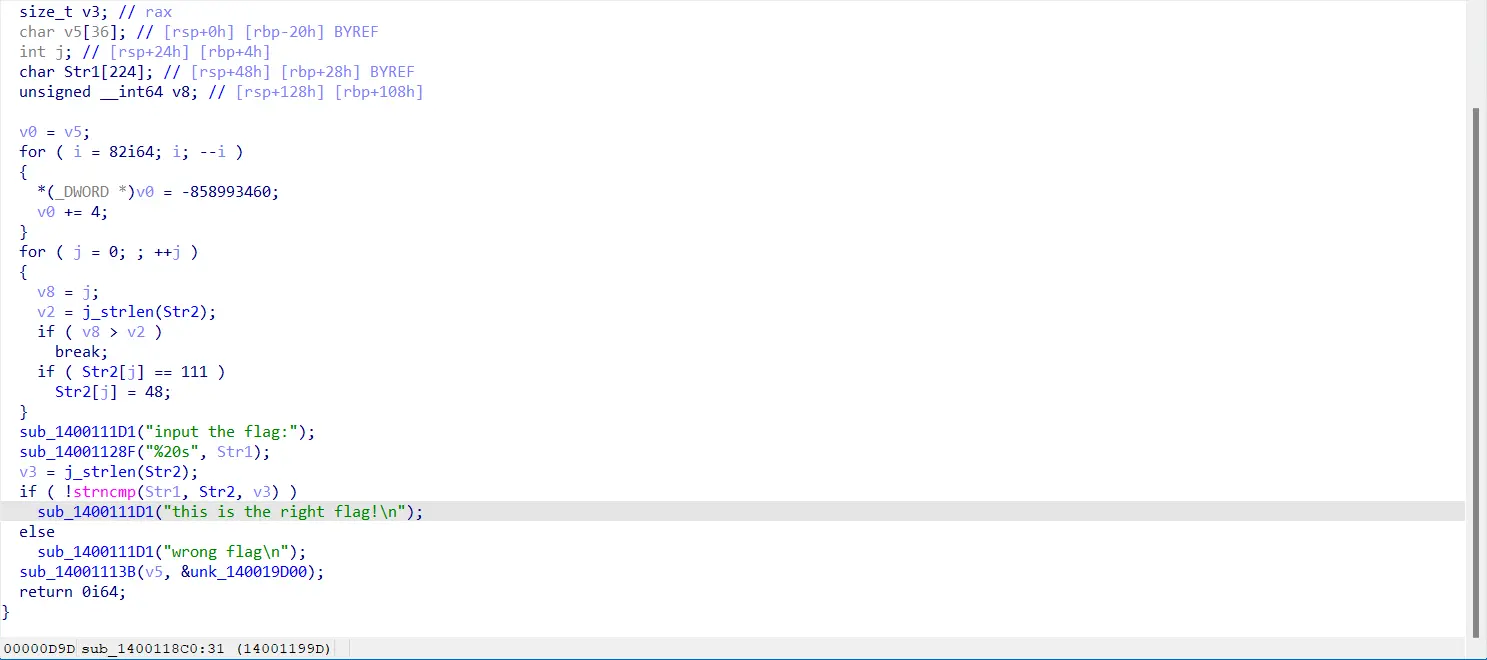 size_t v3; // rax
char v5[36]; // [rsp+0h] [rbp-20h] BYREF
int j; // [rsp+24h] [rbp+4h]
char Str1[224]; // [rsp+48h] [rbp+28h] BYREF
unsigned __int64 v8; // [rsp+128h] [rbp+108h]
v0 = v5;
for ( i = 82i64; i; --i )
{
*(_DWORD *)v0 = -858993460;
v0 += 4;
}
for ( j = 0; ; ++j )
{
v8 = j;
v2 = j_strlen(Str2);
if ( v8 > v2 )
break;
if ( Str2[j] == 111 )
Str2[j] = 48;
}
sub_1400111D1("input the flag:");
sub_14001128F("%20s", Str1);
v3 = j_strlen(Str2);
if ( !strncmp(Str1, Str2, v3) )
sub_1400111D1("this is the right flag!\n");
else
sub_1400111D1("wrong flag\n");
sub_14001113B(v5, &unk_140019D00);
return 0i64;
}
00000D9D sub_1400118C0:31 (14001199D)